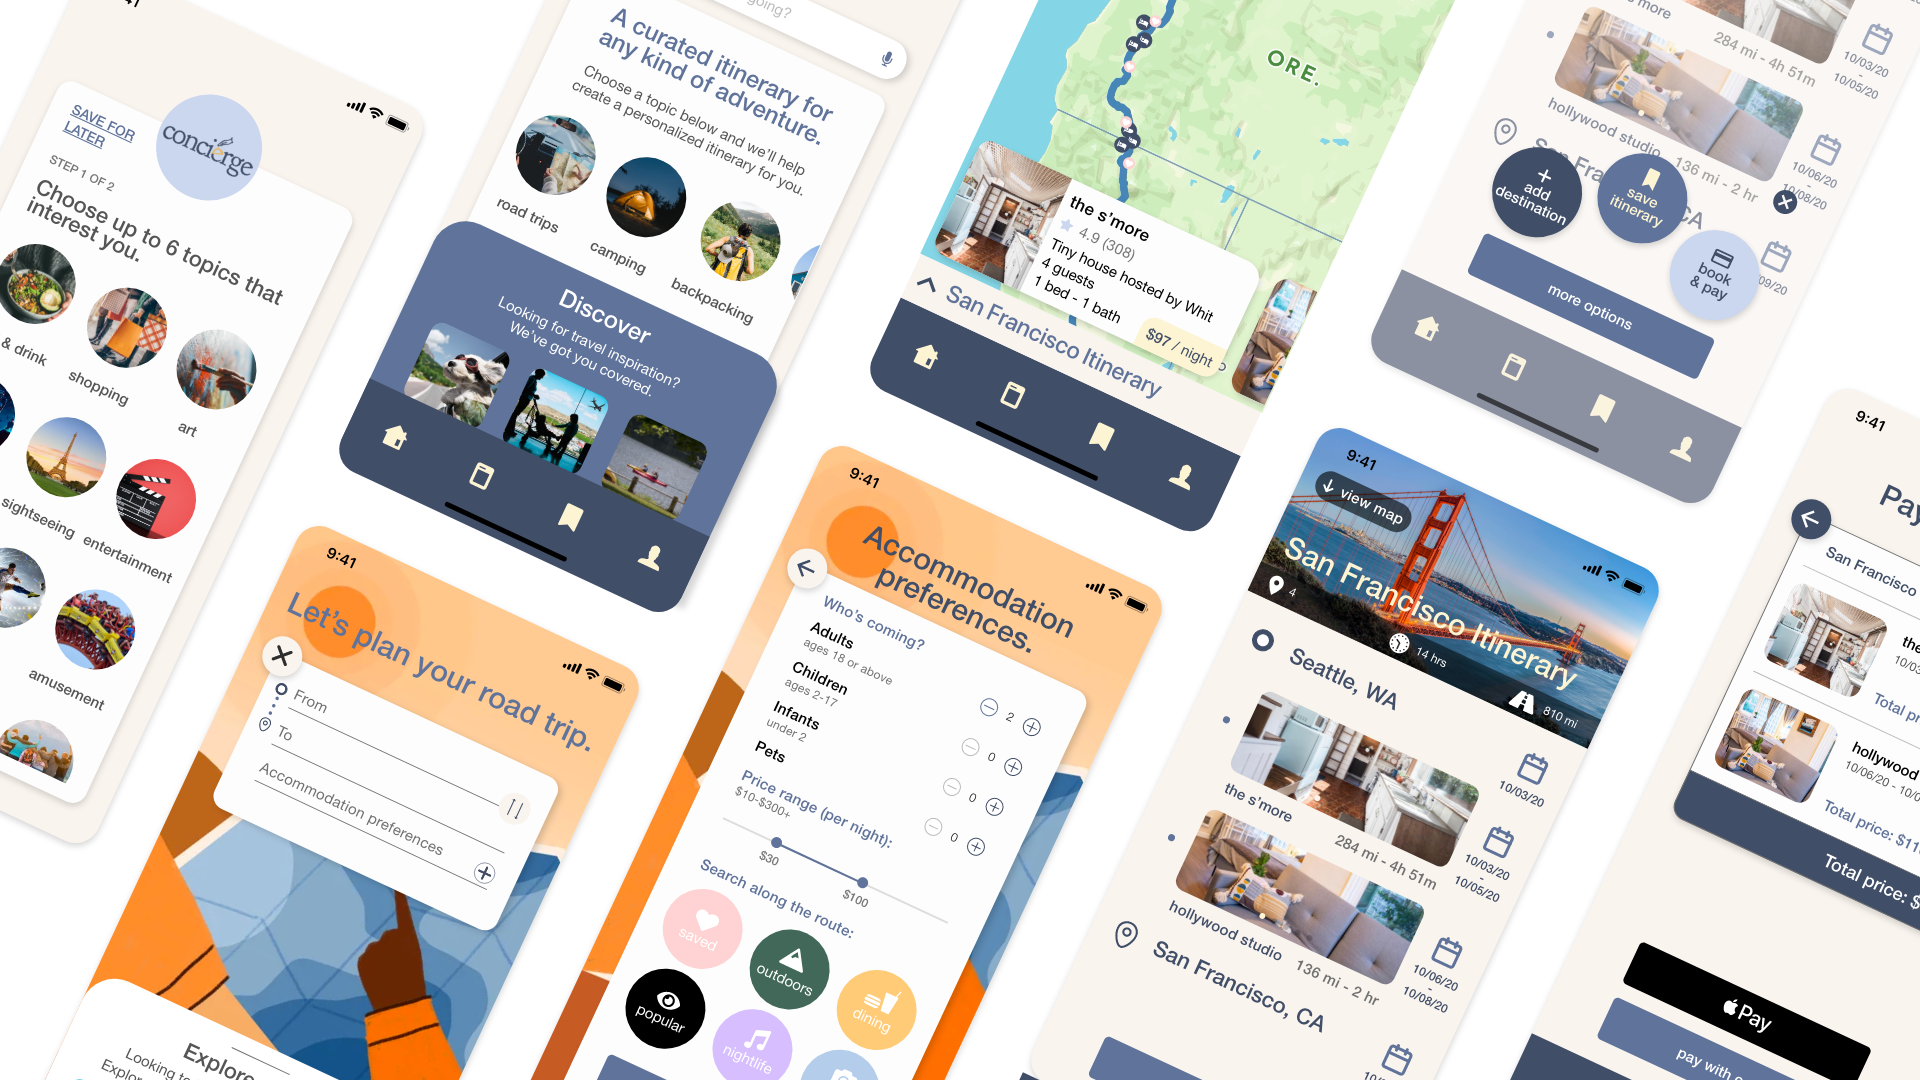 9:41
SAVE FOR
LATER
concierge
STEP 1 OF 2
Choose up to 6 topics that
interest you.
& drink
shopping
art
sightseeing
entertainment
amusement
going?
A curated itinerary for
any kind of adventure.
Choose a topic below and we'll help
create a personalized itinerary for you.
road trips
camping
backpacking
Discover
Looking for travel inspiration?
We've got you covered.
9:41
Let's plan your road trip.
From
To
Accommodation preferences
Explore
Looking to
Explor
ORE.
the s'more
4.9 (308)
Tiny house hosted by Whit
4 guests
1 bed - 1 bath
$97 / night
San Francisco Itinerary
9:41
Accommodation
preferences.
Who's coming?
Adults
ages 18 or above
2
Children
ages 2-17
0
Infants
under 2
0
Pets
0
Price range (per night):
$10-$300+
$30
$100
Search along the route:
saved
outdoors
dining
popular
nightlife
s'more
284 mi - 4h 51m
10/03/20
-
10/05/20
hollywood studio
136 mi - 2 hr
10/06/20
-
10/08/20
San Fra
CA
add
destination
save
itinerary
book
& pay
09/20
more options
9:41
view map
San Francisco Itinerary
4
14 hrs
810 mi
Seattle, WA
10/03/20
the s'more
284 mi - 4h 51m
10/03/20
-
10/05/20
hollywood studio
136 mi - 2 hr
10/06/20
-
10/08/20
San Francisco, CA
9:41
Pay
San Francisco
the
10/03
Total pr
hollywood
10/06/20 - 10/0
Total price: $11
Total price: $
Pay
pay with